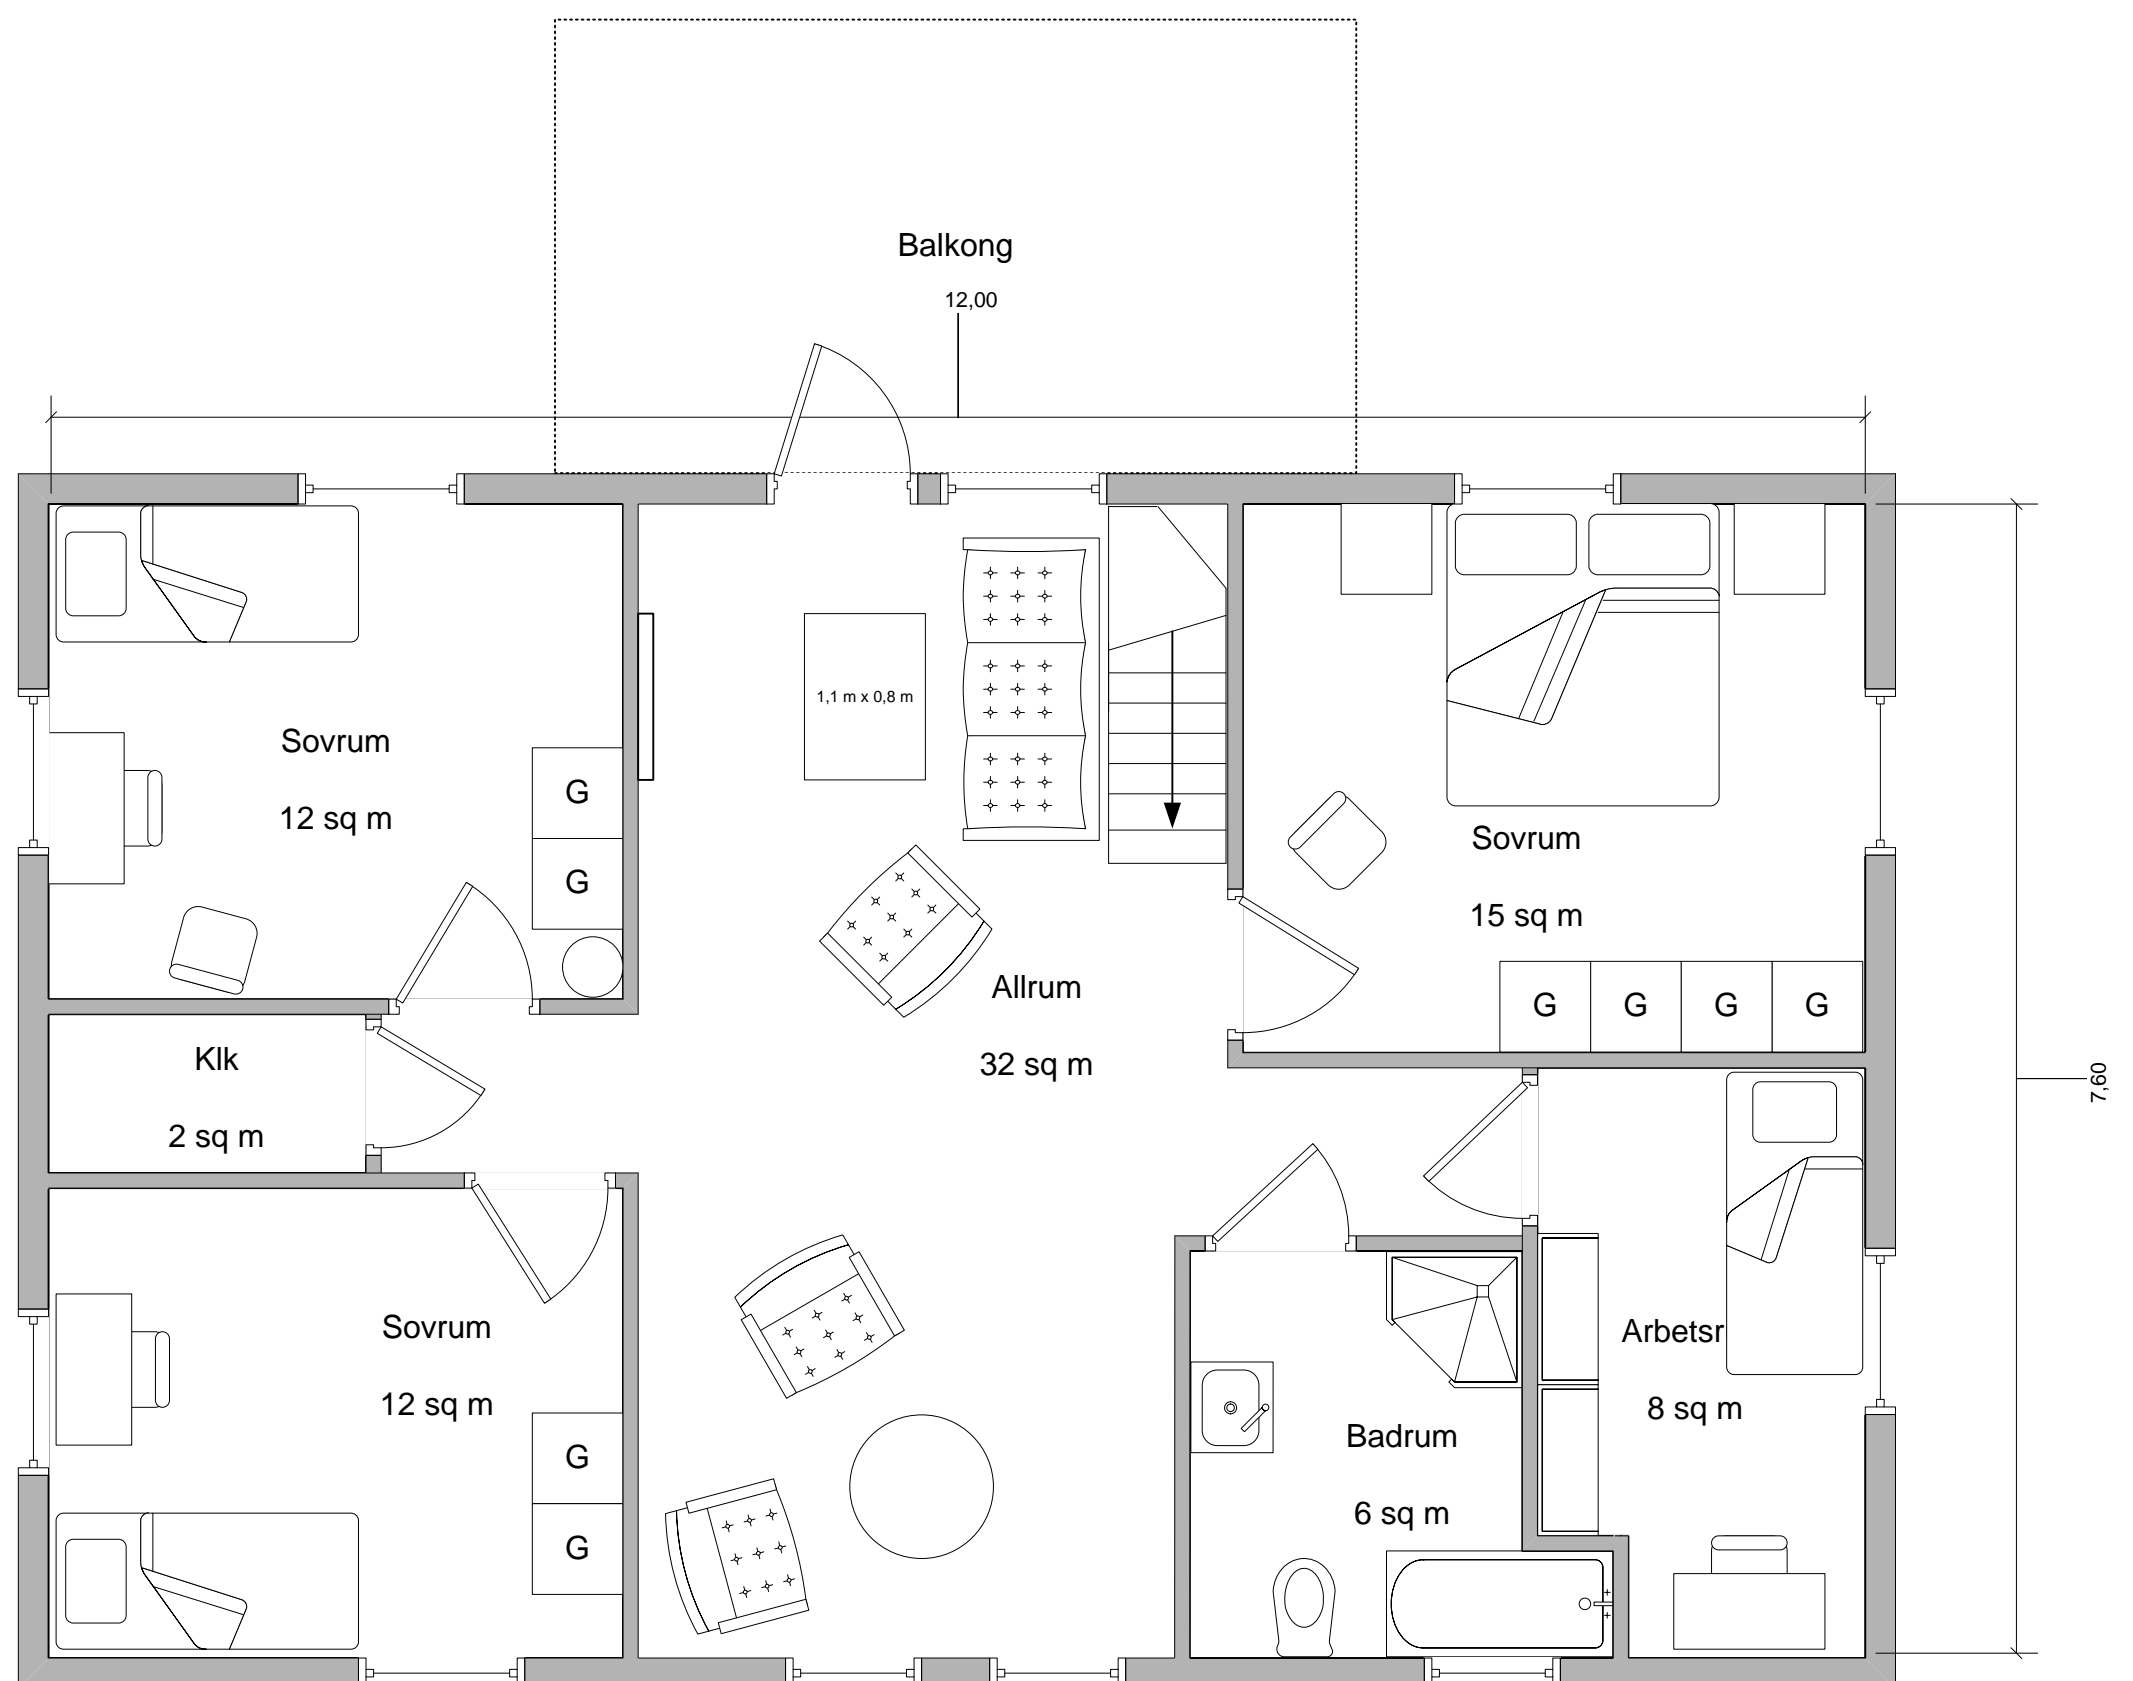 Balkong
12,00
1,1 m x 0,8 m
Sovrum
12 sq m
G
G
Sovrum
15 sq m
G G G G
Allrum
32 sq m
Klk
2 sq m
7,60
Sovrum
12 sq m
G
G
Arbetsr
8 sq m
Badrum
6 sq m